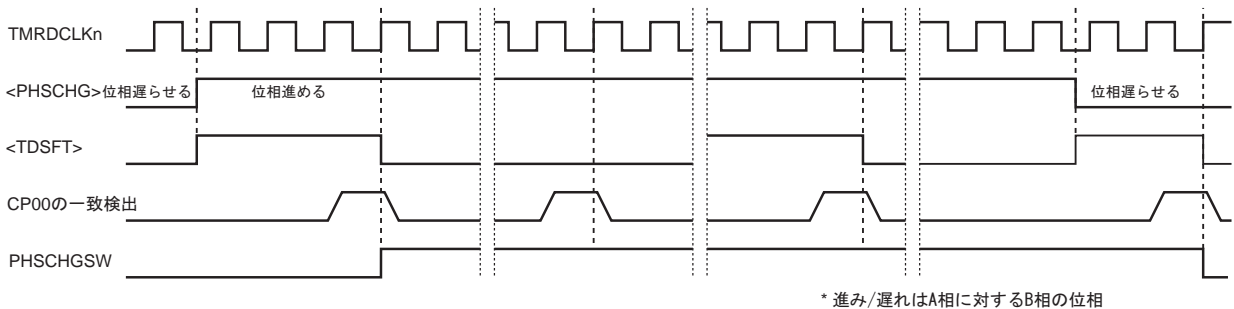 TMRDCLKn
<PHSCHG>位相遅らせる 位相進める 位相遅らせる
<TDSFT>
CP00の一致検出
PHSCHGSW
* 進み/遅れはA相に対するB相の位相